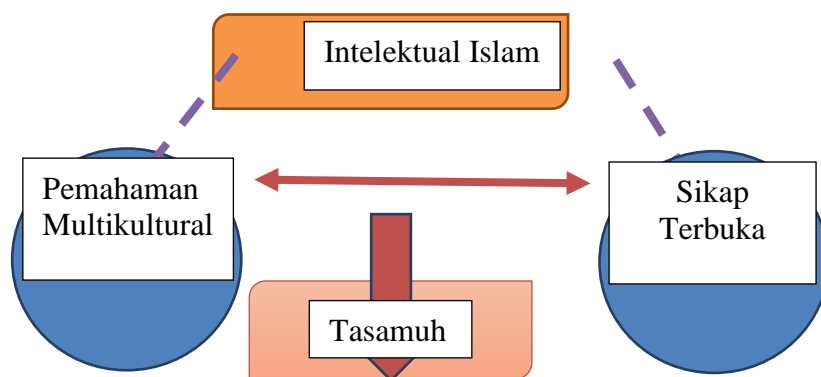 Intelektual Islam
Pemahaman
Multikultural
Sikap
Terbuka
Tasamuh